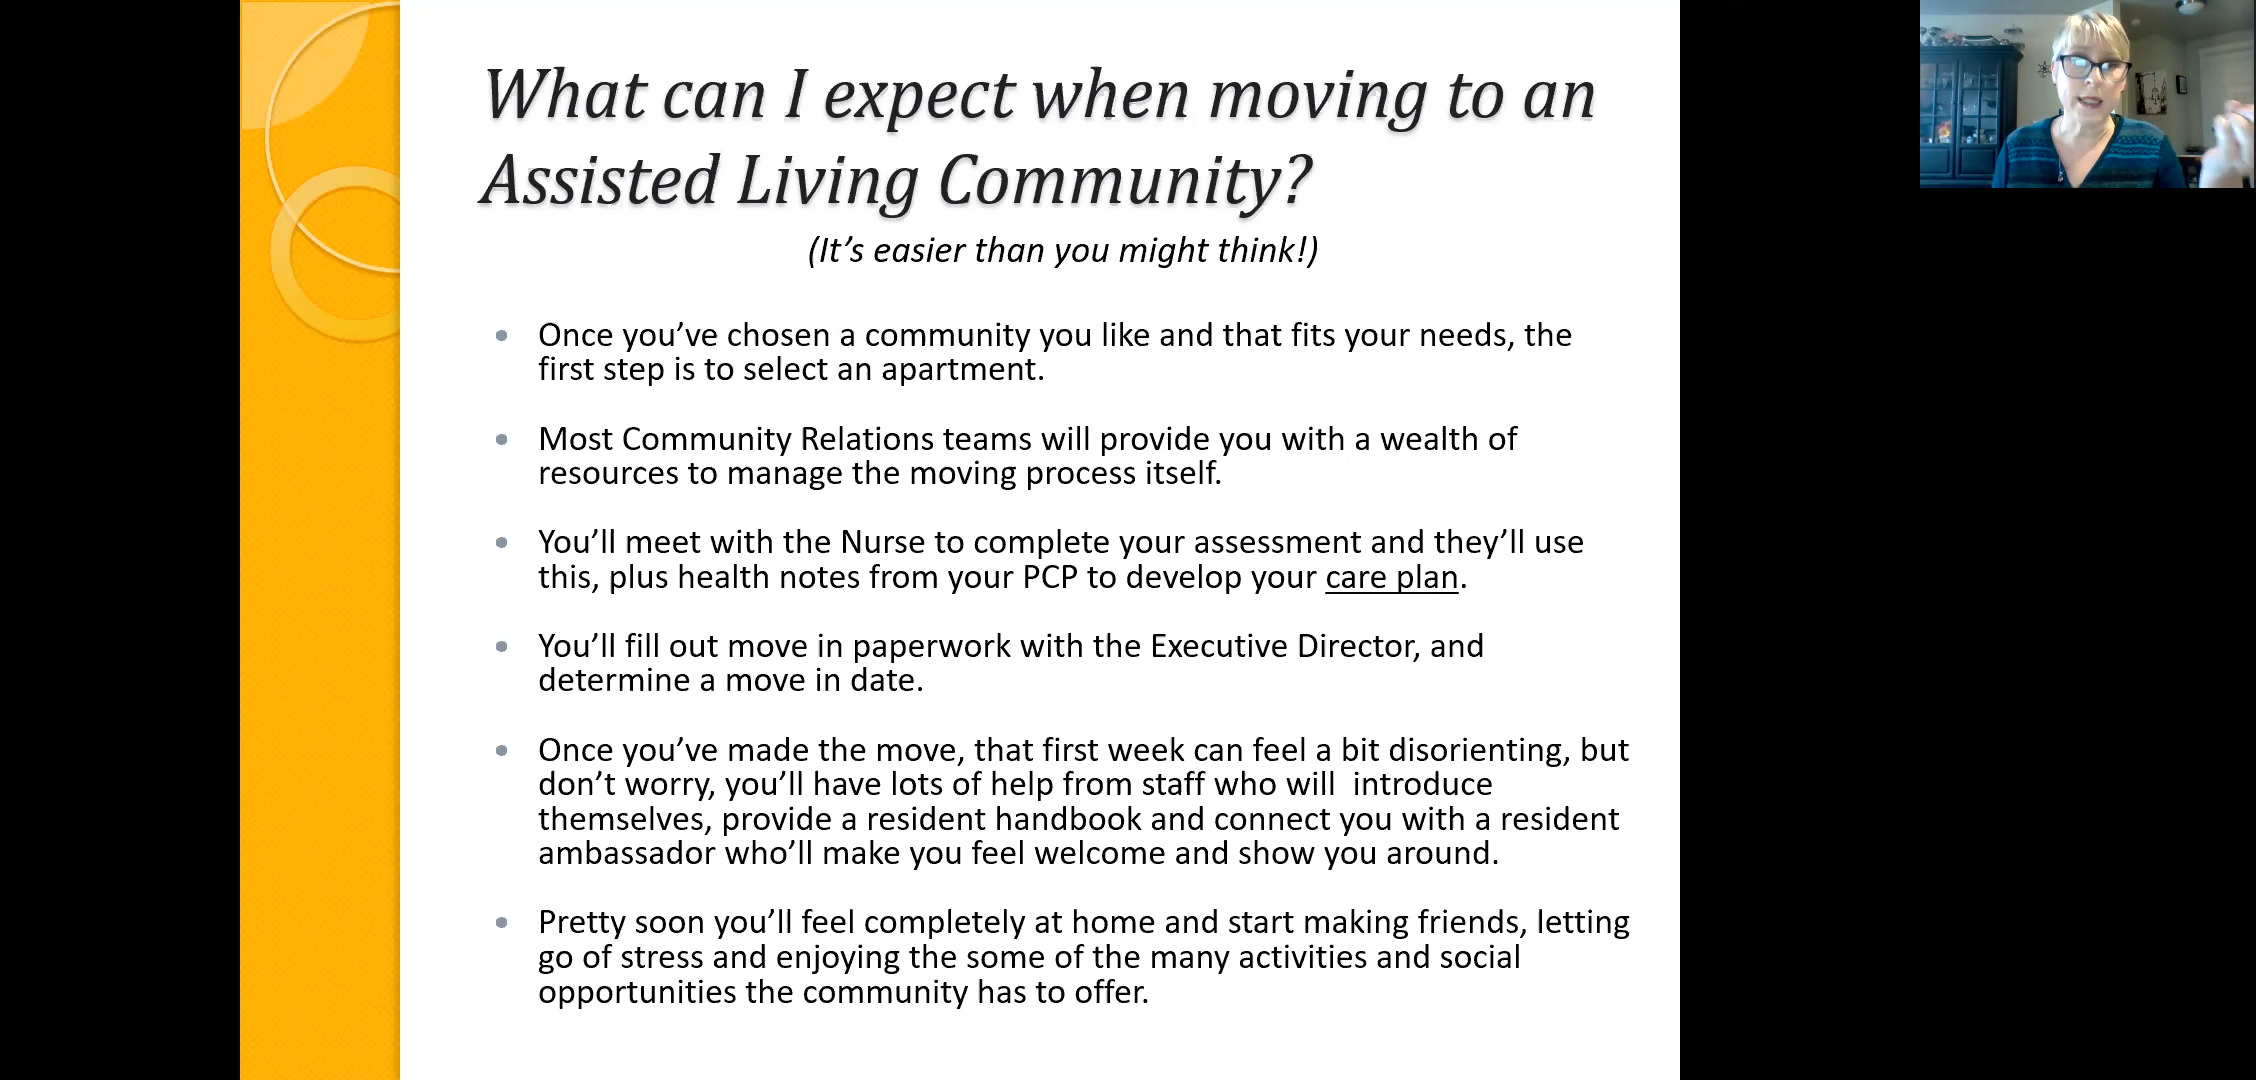 What can I expect when moving to an
Assisted Living Community?
(It’s easier than you might think!)
• Once you’ve chosen a community you like and that fits your needs, the
first step is to select an apartment.
• Most Community Relations teams will provide you with a wealth of
resources to manage the moving process itself.
• You’ll meet with the Nurse to complete your assessment and they’ll use
this, plus health notes from your PCP to develop your care plan.
• You’ll fill out move in paperwork with the Executive Director, and
determine a move in date.
• Once you’ve made the move, that first week can feel a bit disorienting, but
don’t worry, you’ll have lots of help from staff who will  introduce
themselves, provide a resident handbook and connect you with a resident
ambassador who’ll make you feel welcome and show you around.
• Pretty soon you’ll feel completely at home and start making friends, letting
go of stress and enjoying the some of the many activities and social
opportunities the community has to offer.